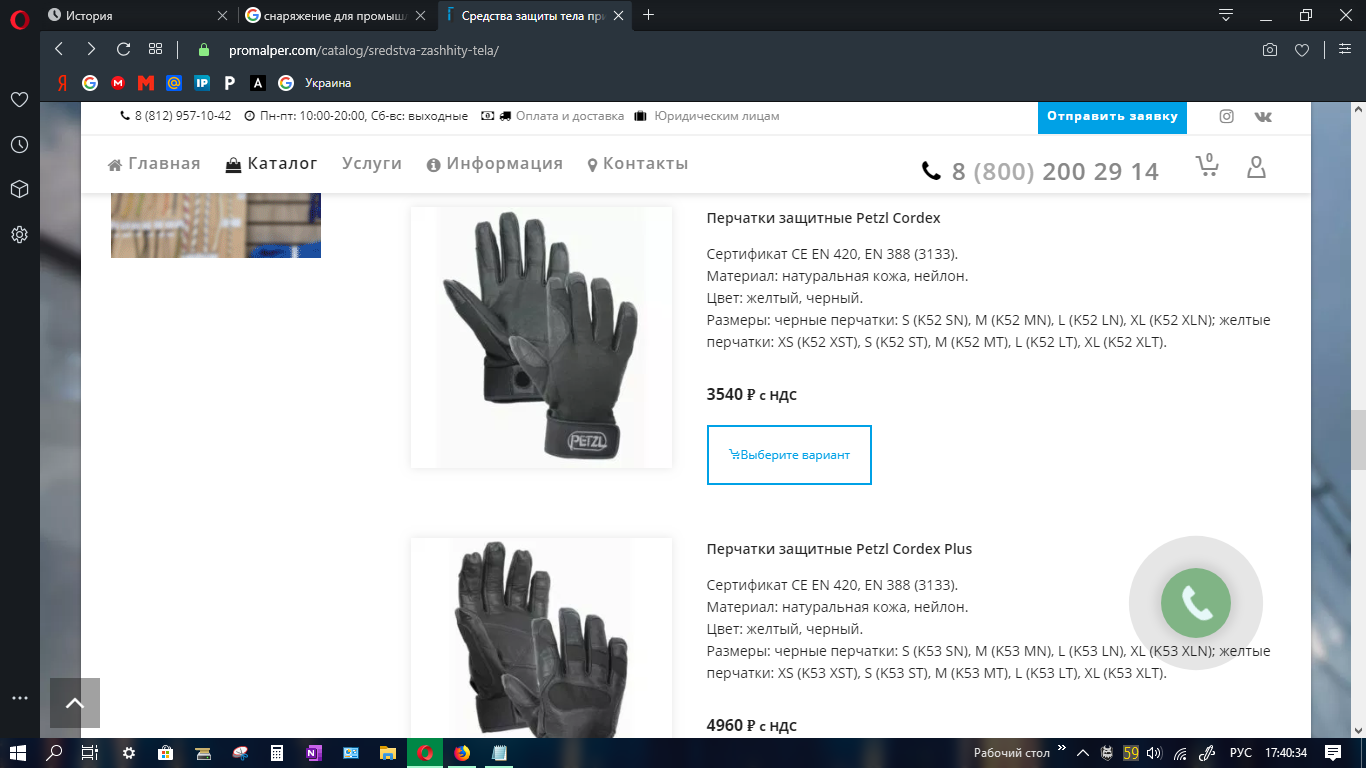 История
снаряжение для промышл
Средства защиты тела при
promalper.com/catalog/sredstva-zashhity-tela/
Я
G
M
M
@
IP
P
A
G
Украина
8 (812) 957-10-42
Пн-пт: 10:00-20:00, Сб-вс: выходные
Оплата и доставка
Юридическим лицам
Отправить заявку
Главная
Каталог
Услуги
Информация
Контакты
8 (800) 200 29 14
0
Перчатки защитные Petzl Cordex
Сертификат CE EN 420, EN 388 (3133).
Материал: натуральная кожа, нейлон.
Цвет: желтый, черный.
Размеры: черные перчатки: S (K52 SN), M (K52 MN), L (K52 LN), XL (K52 XLN); желтые
перчатки: XS (K52 XST), S (K52 ST), M (K52 MT), L (K52 LT), XL (K52 XLT).
3540 ₽ с НДС
Выберите вариант
PETZL
Перчатки защитные Petzl Cordex Plus
Сертификат CE EN 420, EN 388 (3133).
Материал: натуральная кожа, нейлон.
Цвет: желтый, черный.
Размеры: черные перчатки: S (K53 SN), M (K53 MN), L (K53 LN), XL (K53 XLN); желтые
перчатки: XS (K53 XST), S (K53 ST), M (K53 MT), L (K53 LT), XL (K53 XLT).
4960 ₽ с НДС
Рабочий стол
59
РУС
17:40:34